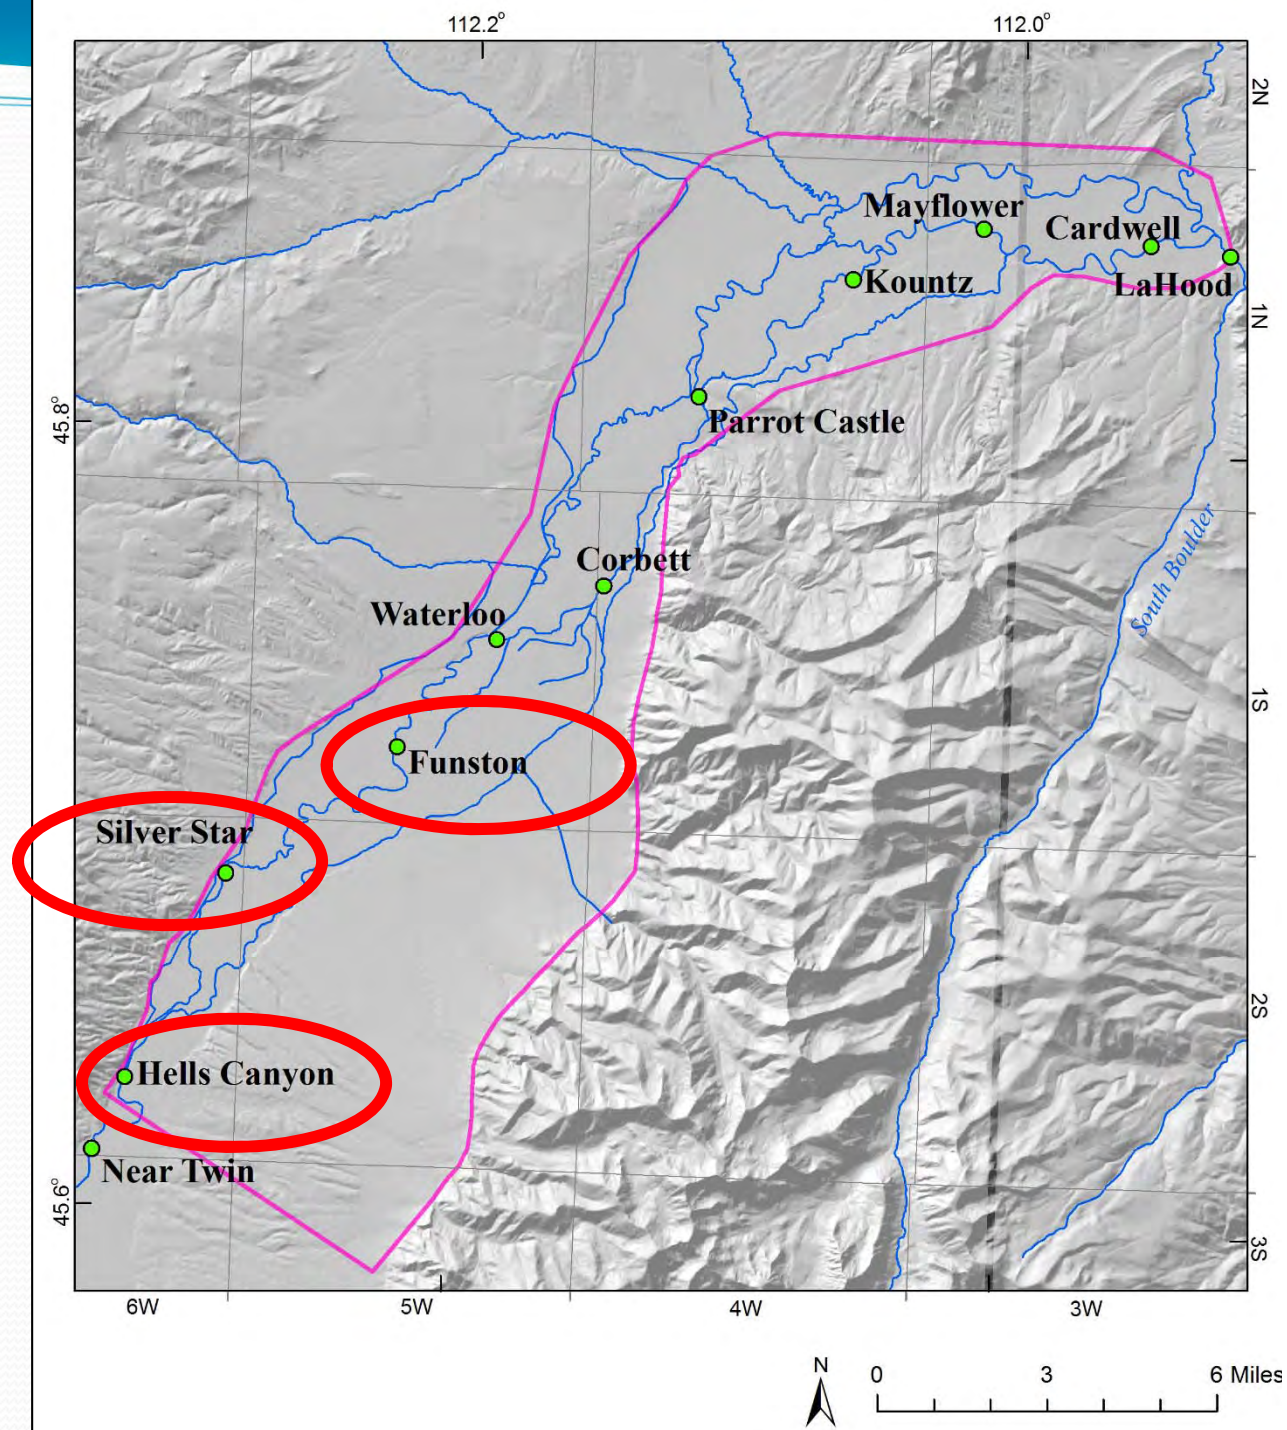 112.2°
112.0°
2N
Mayflower
Cardwell
Kountz
LaHood
1N
45.8°
Parrot Castle
South Boulder
Corbett
Waterloo
1S
Funston
Silver Star
2S
Hells Canyon
Near Twin
45.6°
3S
6W
5W
4W
3W
N
0
3
6 Miles